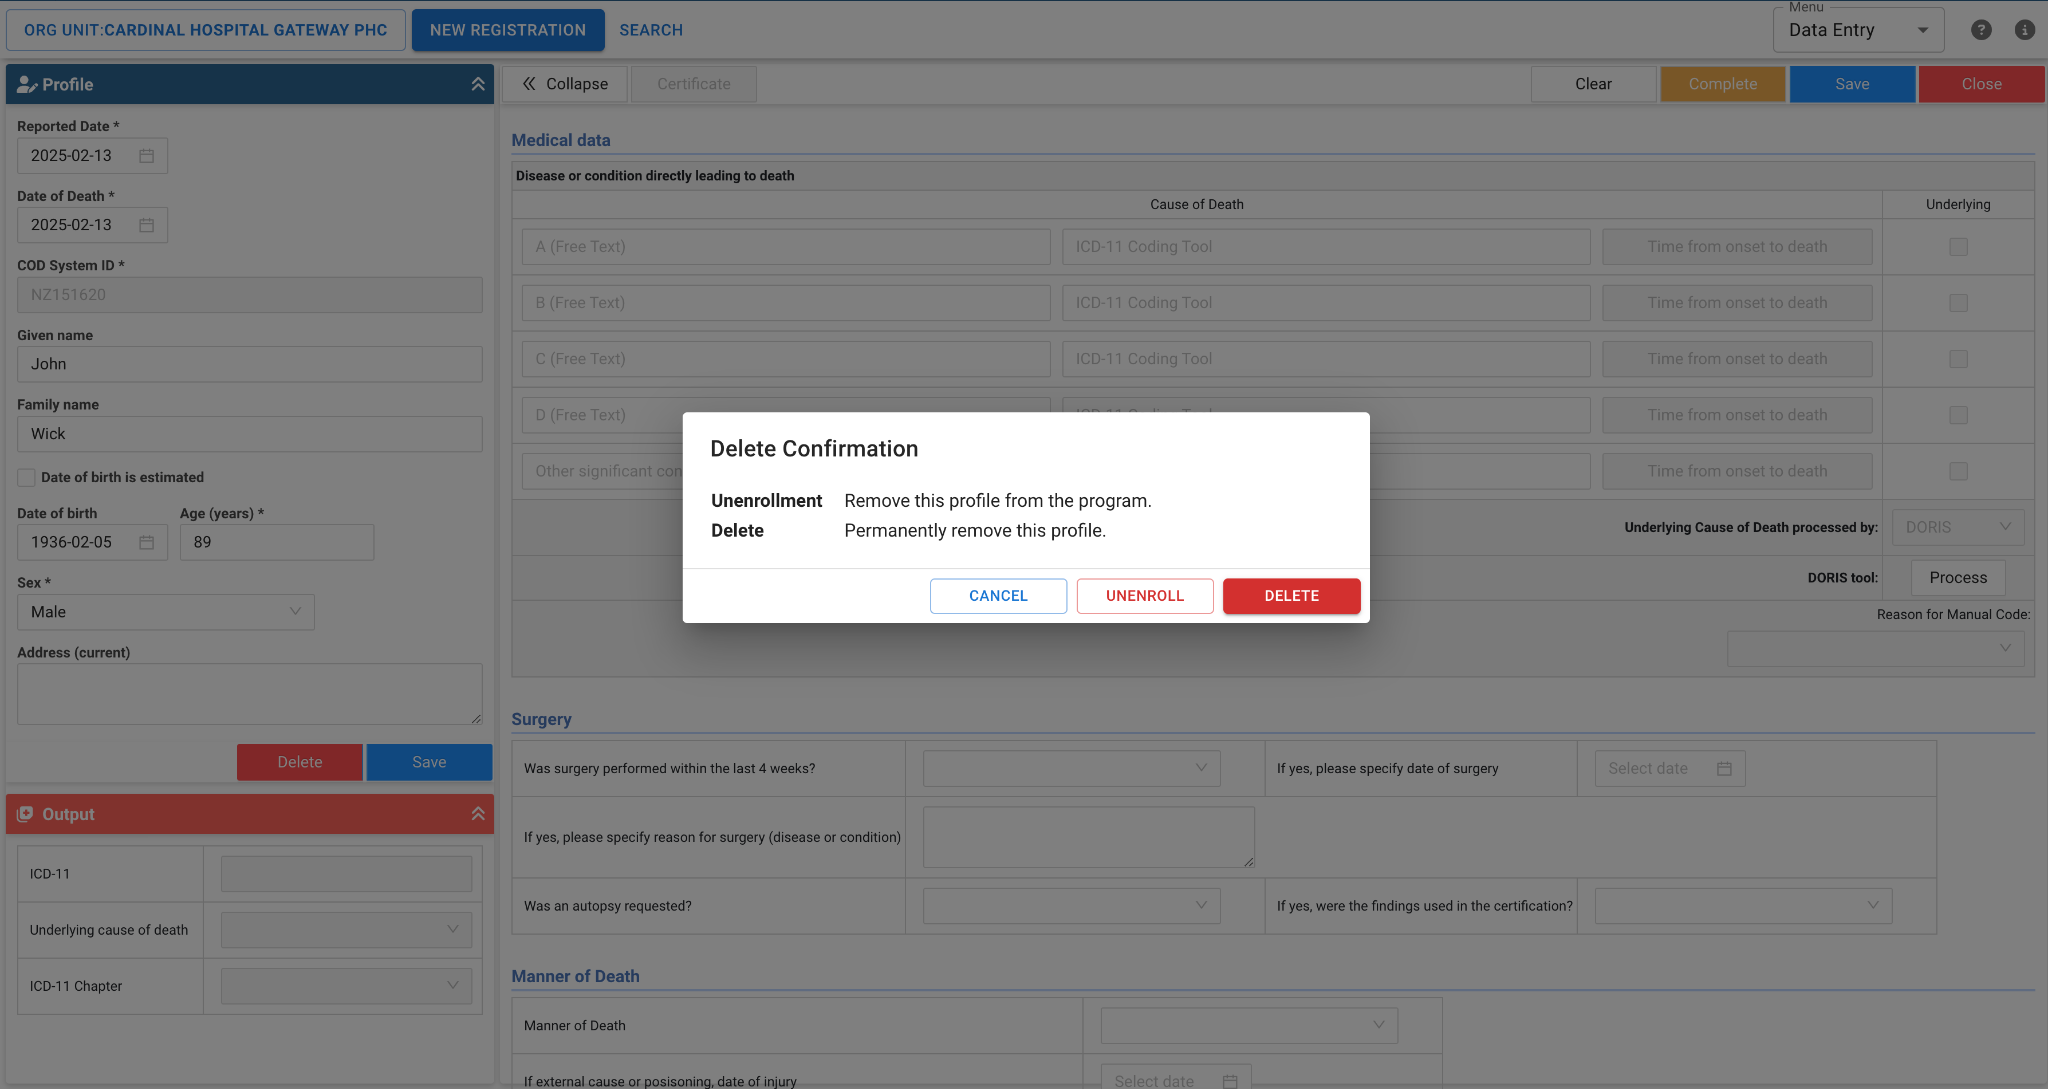 ORG UNIT:CARDINAL HOSPITAL GATEWAY PHC
NEW REGISTRATION
SEARCH
Menu
Data Entry
Profile
Collapse
Certificate
Clear
Complete
Save
Close
Reported Date *
2025-02-13
Date of Death *
2025-02-13
COD System ID *
NZ151620
Given name
John
Family name
Wick
Date of birth is estimated
Date of birth
Age (years) *
1936-02-05
89
Sex *
Male
Address (current)
Delete
Save
Output
ICD-11
Underlying cause of death
ICD-11 Chapter
Medical data
Disease or condition directly leading to death
Cause of Death
Underlying
A (Free Text)
ICD-11 Coding Tool
Time from onset to death
B (Free Text)
ICD-11 Coding Tool
Time from onset to death
C (Free Text)
ICD-11 Coding Tool
Time from onset to death
D (Free Text)
Time from onset to death
Other significant con
Time from onset to death
Underlying Cause of Death processed by:
DORIS
DORIS tool:
Process
Reason for Manual Code:
Delete Confirmation
Unenrollment Remove this profile from the program.
Delete Permanently remove this profile.
CANCEL
UNENROLL
DELETE
Surgery
Was surgery performed within the last 4 weeks?
If yes, please specify date of surgery
Select date
If yes, please specify reason for surgery (disease or condition)
Was an autopsy requested?
If yes, were the findings used in the certification?
Manner of Death
Manner of Death
If external cause or posisoning, date of injury
Select date